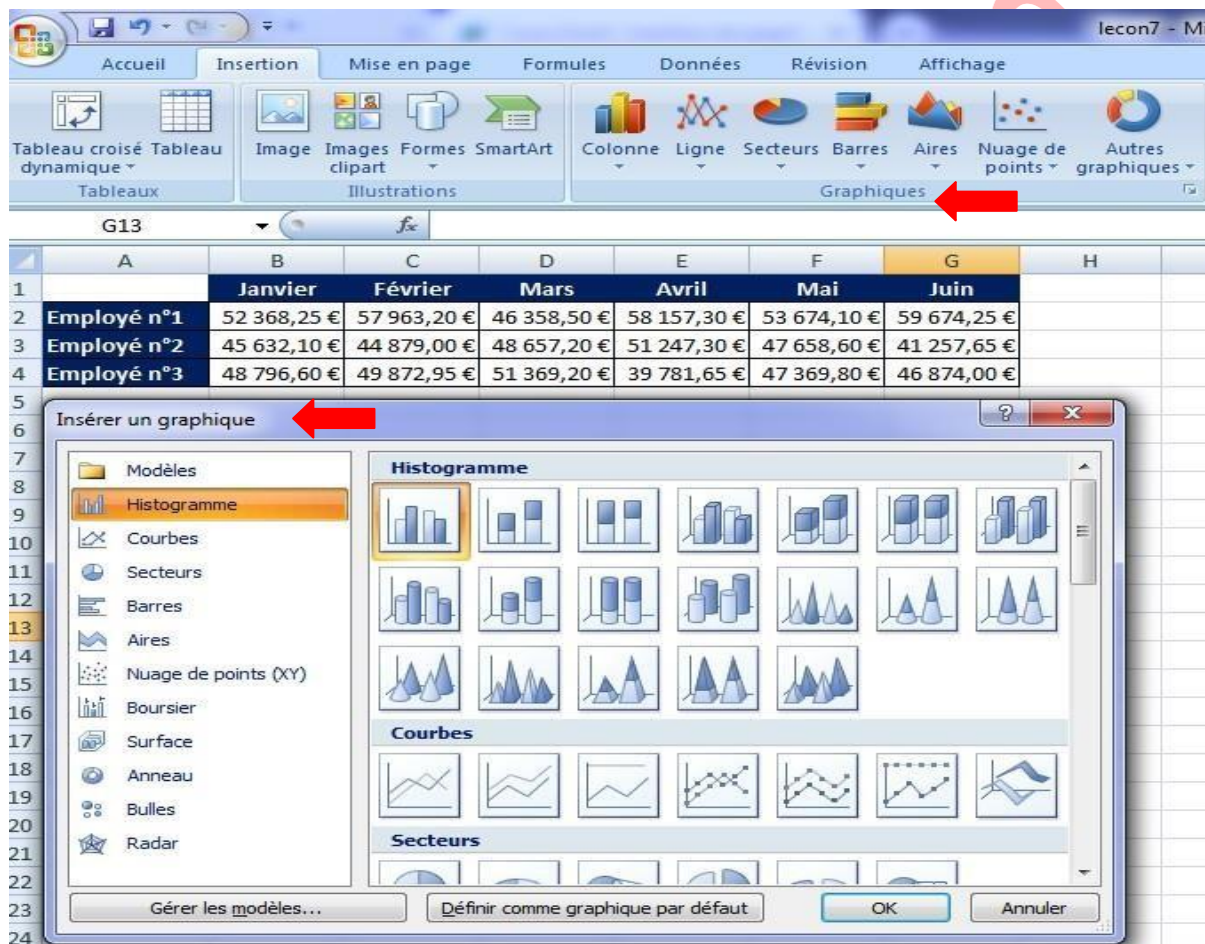 lecon7 - Mi
Accueil Insertion Mise en page Formules Données Révision Affichage
Tableau croisé dynamique Tableau Image Images clipart Formes SmartArt Colonne Ligne Secteurs Barres Aires Nuage de points Autres graphiques
Tableaux Illustrations Graphiques
G13 fx
A B C D E F G H
1 Janvier Février Mars Avril Mai Juin
2 Employé n°1 52 368,25 € 57 963,20 € 46 358,50 € 58 157,30 € 53 674,10 € 59 674,25 €
3 Employé n°2 45 632,10 € 44 879,00 € 48 657,20 € 51 247,30 € 47 658,60 € 41 257,65 €
4 Employé n°3 48 796,60 € 49 872,95 € 51 369,20 € 39 781,65 € 47 369,80 € 46 874,00 €
5
6
7
8
9
10
11
12
13
14
15
16
17
18
19
20
21
22
23
24
Insérer un graphique ?
Modèles
Histogramme
Courbes
Secteurs
Barres
Aires
Nuage de points (XY)
Boursier
Surface
Anneau
Bulles
Radar
Histogramme
Courbes
Secteurs
Gérer les modèles... Définir comme graphique par défaut OK Annuler